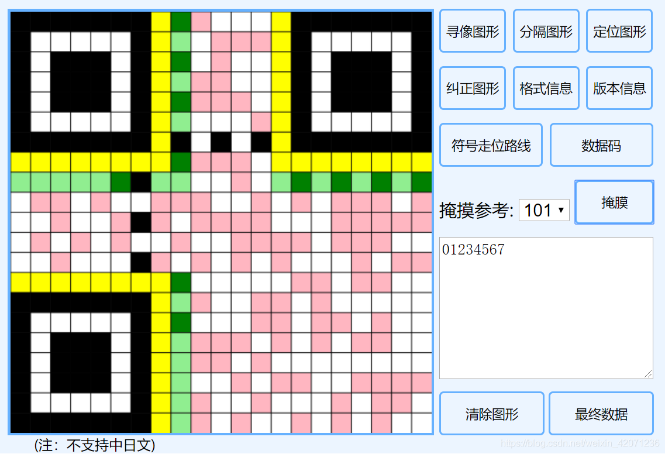 寻像图形 分隔图形 定位图形
纠正图形 格式信息 版本信息
符号走位路线 数据码
掩摸参考: 101 掩膜
01234567
清除图形 最终数据
(注：不支持中日文)